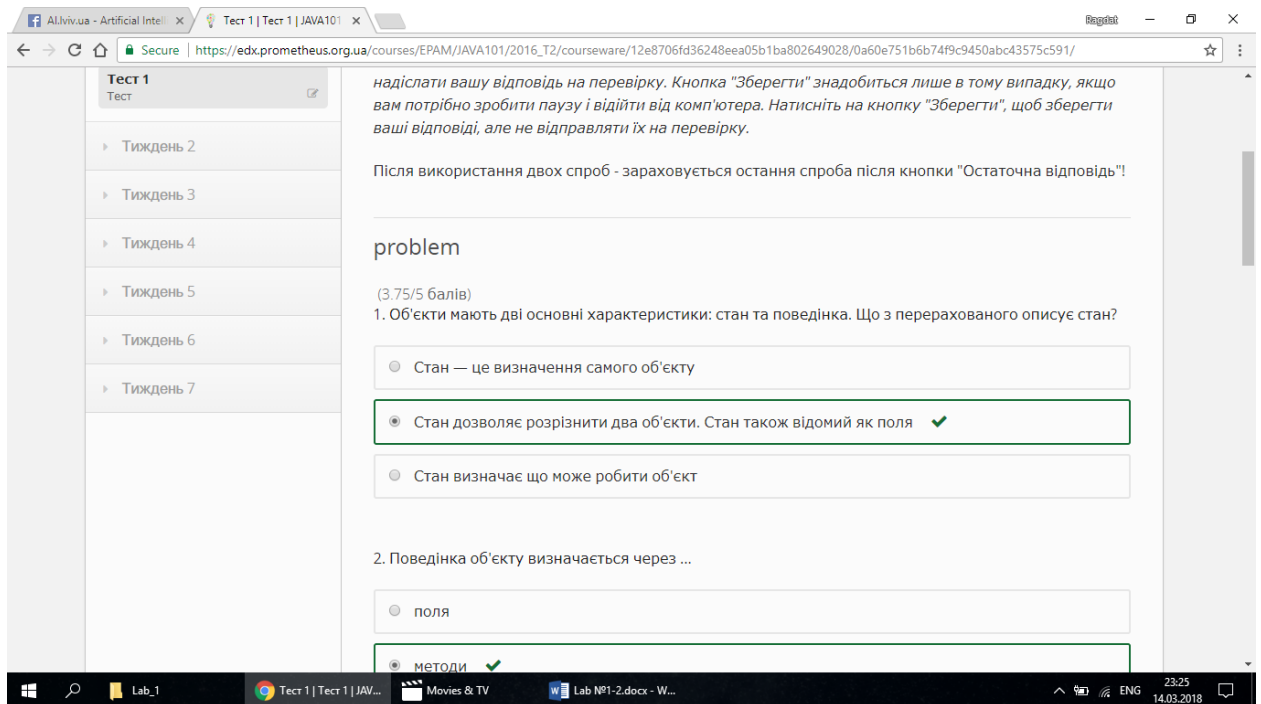 AI.lviv.ua - Artificial Intell
Тест 1 | Тест 1 | JAVA101
Bagdat
Secure
https://edx.prometheus.org.ua/courses/EPAM/JAVA101/2016_T2/courseware/12e8706fd36248eea05b1ba802649028/0a60e751b6b74f9c9450abc43575c591/
Тест 1
Тест
Тиждень 2
Тиждень 3
Тиждень 4
Тиждень 5
Тиждень 6
Тиждень 7
надіслати вашу відповідь на перевірку. Кнопка "Зберегти" знадобиться лише в тому випадку, якщо
вам потрібно зробити паузу і відійти від комп'ютера. Натисніть на кнопку "Зберегти", щоб зберегти
ваші відповіді, але не відправляти їх на перевірку.
Після використання двох спроб - зараховується остання спроба після кнопки "Остаточна відповідь"!
problem
(3.75/5 балів)
1. Об'єкти мають дві основні характеристики: стан та поведінка. Що з перерахованого описує стан?
Стан — це визначення самого об'єкту
Стан дозволяє розрізнити два об'єкти. Стан також відомий як поля
Стан визначає що може робити об'єкт
2. Поведінка об'єкту визначається через ...
поля
методи
Lab_1
Тест 1 | Тест 1 | JAV...
Movies & TV
Lab №1-2.docx - W...
ENG
23:25
14.03.2018